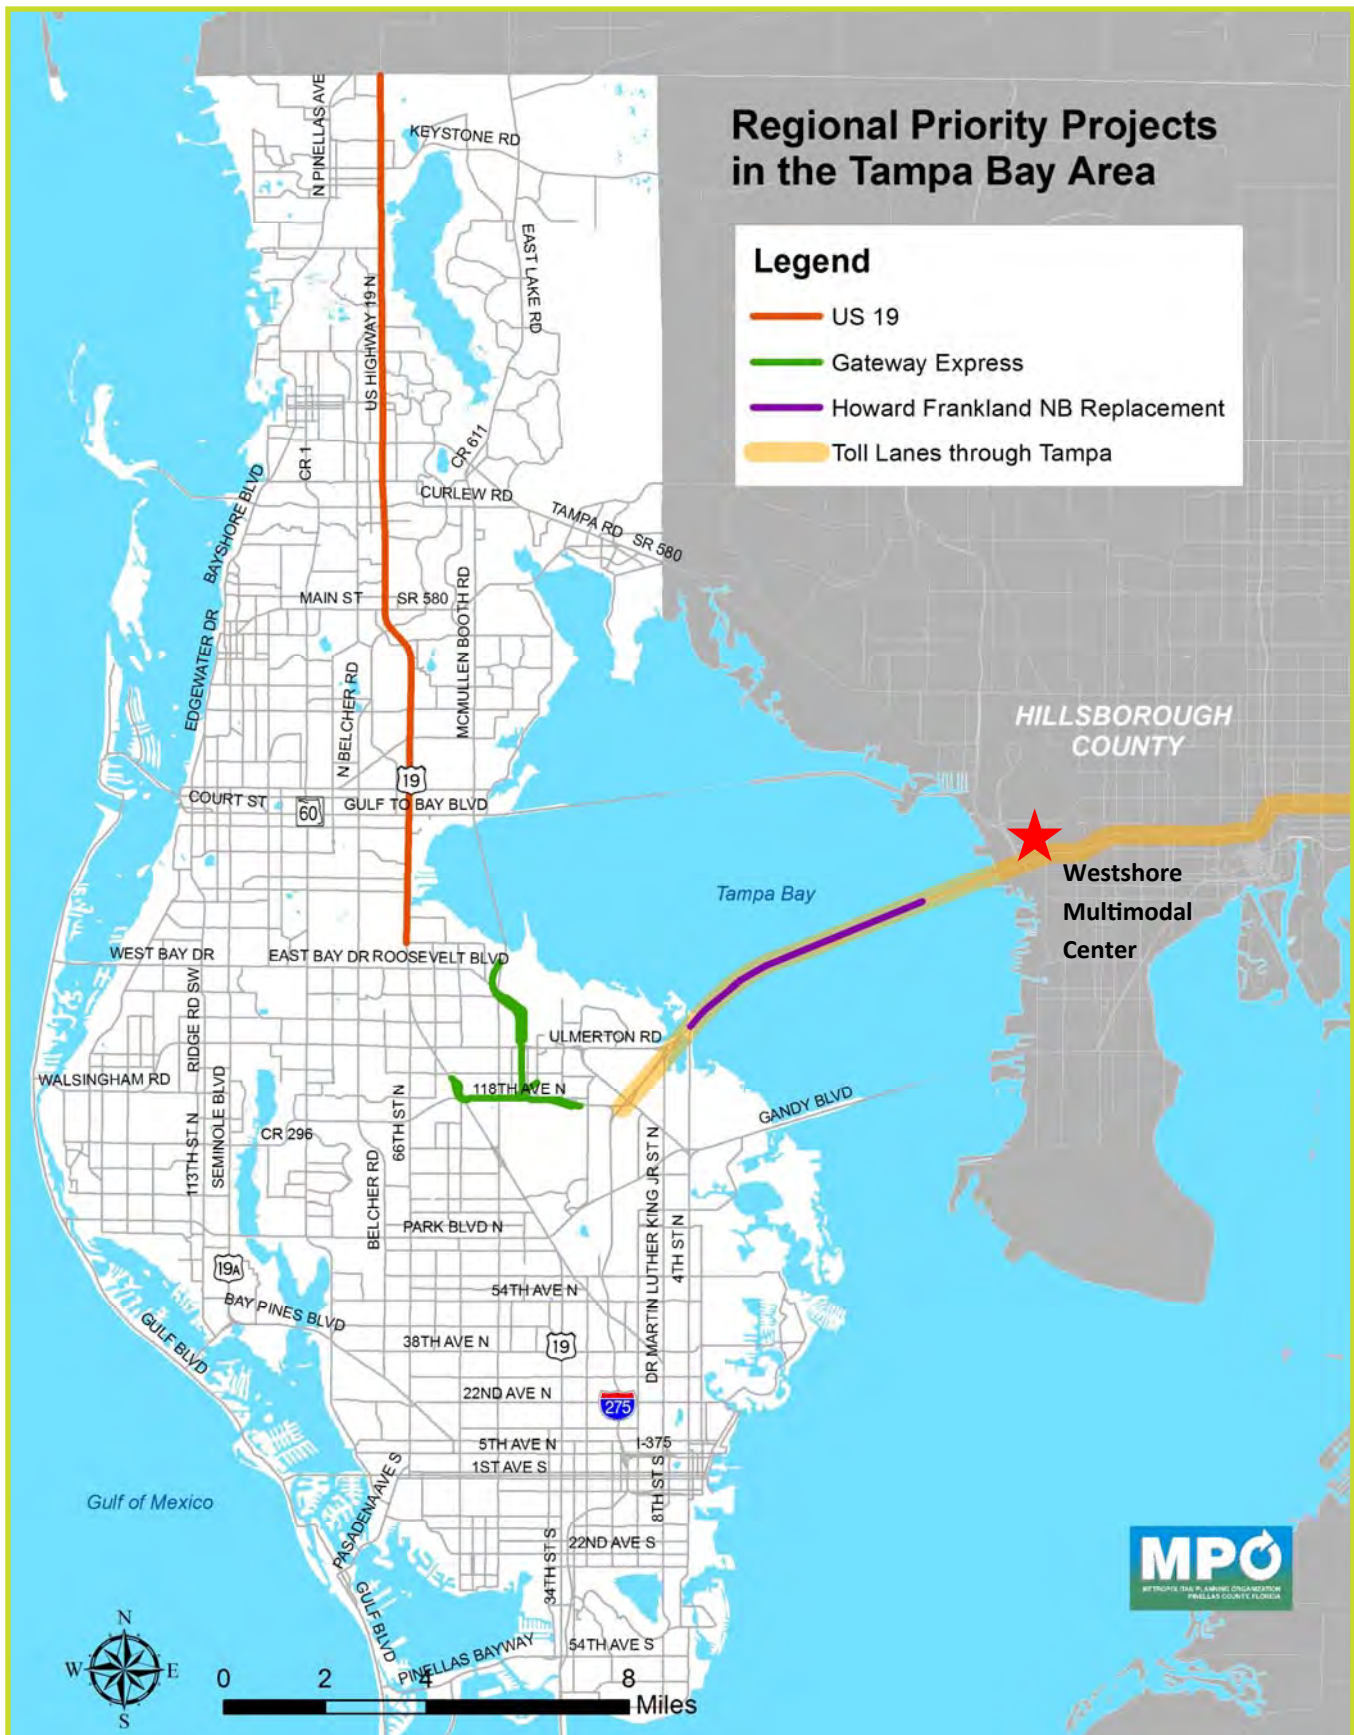 Regional Priority Projects
in the Tampa Bay Area
Legend
US 19
Gateway Express
Howard Frankland NB Replacement
Toll Lanes through Tampa
N PINELLAS AVE
KEYSTONE RD
EAST LAKE RD
US HIGHWAY 19 N
CR 1
CR 611
CURLEW RD
TAMPA RD
SR 580
BAYSHORE BLVD
MAIN ST
SR 580
EDGEWATER DR
N BELCHER RD
MCMULLEN BOOTH RD
HILLSBOROUGH
COUNTY
19
COURT ST
60
GULF TO BAY BLVD
Westshore
Multimodal
Center
Tampa Bay
WEST BAY DR
EAST BAY DR
ROOSEVELT BLVD
RIDGE RD SW
ULMERTON RD
WALSINGHAM RD
118TH AVE N
GANDY BLVD
113TH ST N
SEMINOLE BLVD
CR 296
66TH ST N
BELCHER RD
DR MARTIN LUTHER KING JR ST N
4TH ST N
PARK BLVD N
19A
54TH AVE N
BAY PINES BLVD
GULF BLVD
38TH AVE N
19
22ND AVE N
275
5TH AVE N
I-375
1ST AVE S
8TH ST S
Gulf of Mexico
PASADENA AVE S
22ND AVE S
34TH ST S
GULF BLVD
54TH AVE S
PINELLAS BAYWAY
MPO
METROPOLITAN PLANNING ORGANIZATION
PINELLAS COUNTY, FLORIDA
N
W
E
S
0 2 4 8
Miles